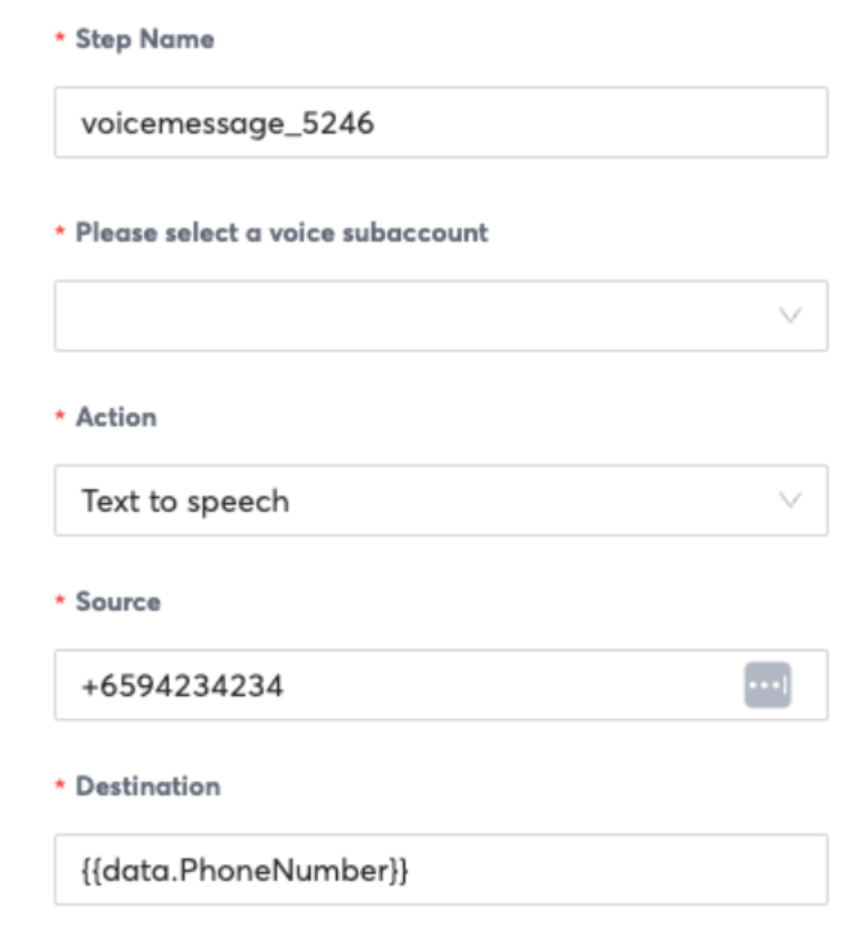 * Step Name
voicemessage_5246
* Please select a voice subaccount
* Action
Text to speech
* Source
+6594234234
* Destination
{{data.PhoneNumber}}